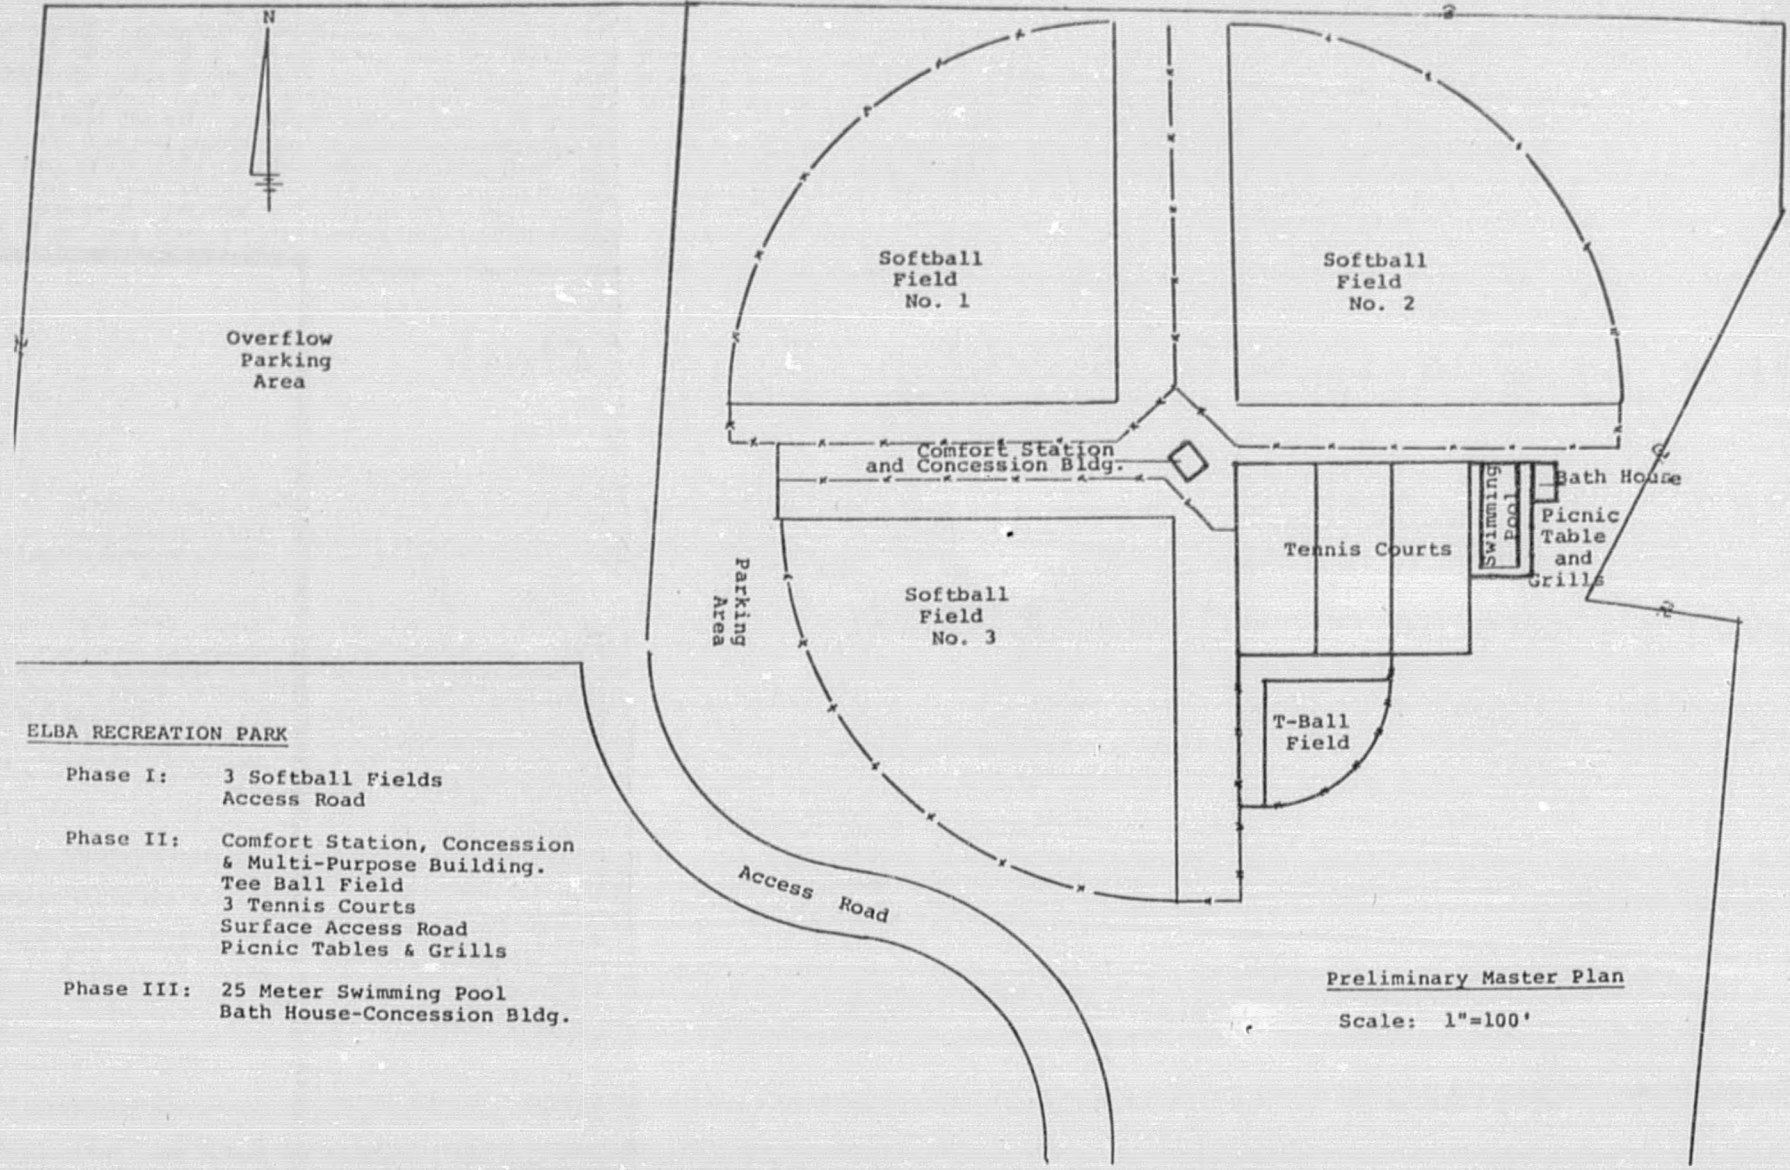 N
Softball
Field
No. 1
Softball
Field
No. 2
Overflow
Parking
Area
Comfort Station
and Concession Bldg.
Bath House
Swimming
Pool
Picnic
Table
and
Grills
Tennis Courts
Parking
Area
Softball
Field
No. 3
T-Ball
Field
ELBA RECREATION PARK
Phase I: 3 Softball Fields
Access Road
Phase II: Comfort Station, Concession
& Multi-Purpose Building.
Tee Ball Field
3 Tennis Courts
Surface Access Road
Picnic Tables & Grills
Phase III: 25 Meter Swimming Pool
Bath House-Concession Bldg.
Access Road
Preliminary Master Plan
Scale: 1"=100'